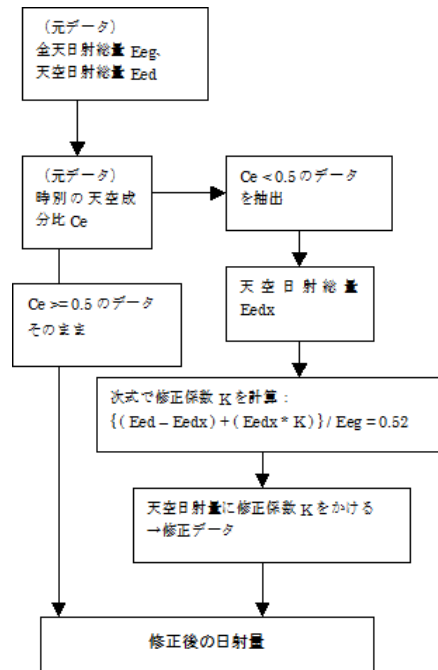 （元データ）
全天日射総量 Eeg、
天空日射総量 Eed
（元データ）
時別の天空成
分比 Ce
Ce < 0.5 のデータ
を抽出
天空日射総量
Eedx
Ce >= 0.5 のデータ
そのまま
次式で修正係数 K を計算：
{( Eed – Eedx) + ( Eedx * K )} / Eeg = 0.52
天空日射量に修正係数 K をかける
→修正データ
修正後の日射量